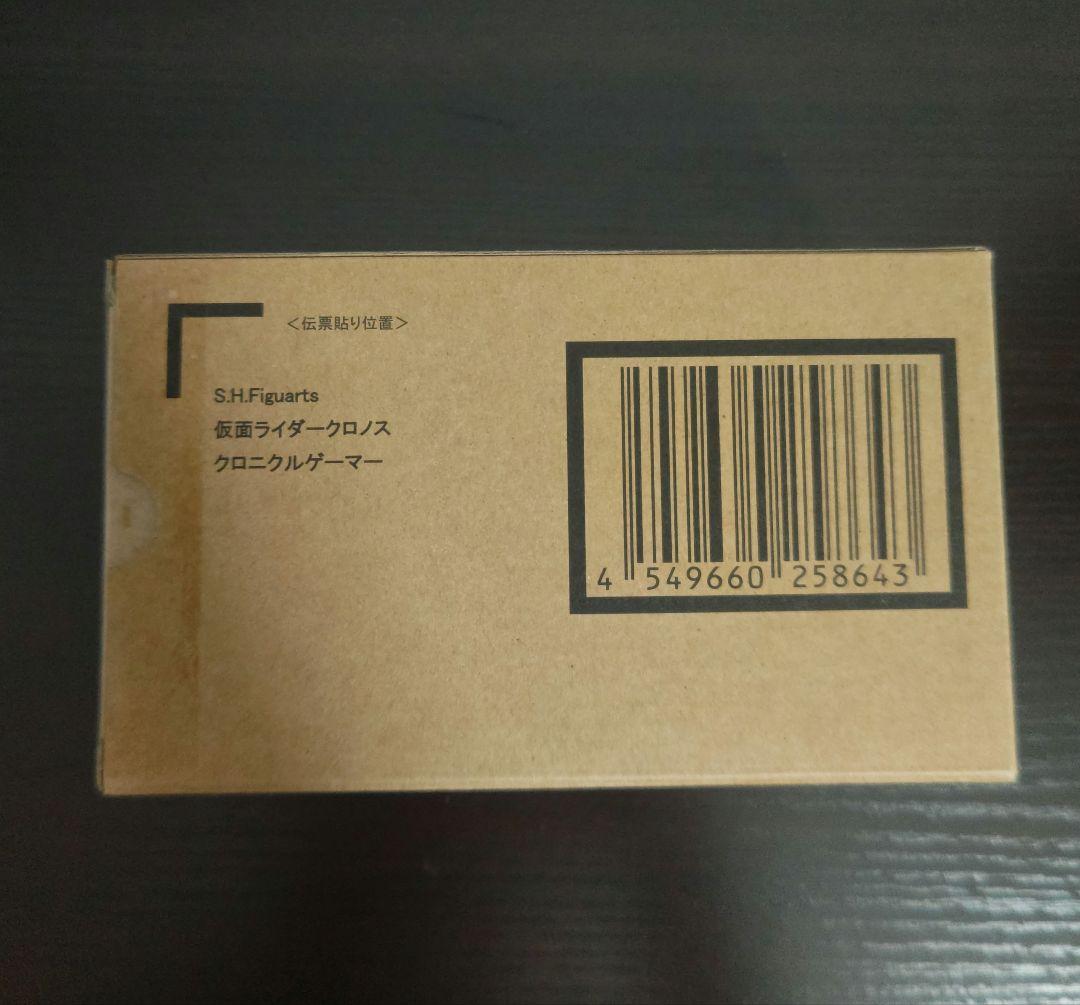 ＜伝票貼り位置＞
S.H.Figuarts
仮面ライダークロノス
クロニクルゲーマー
4 549660 258643